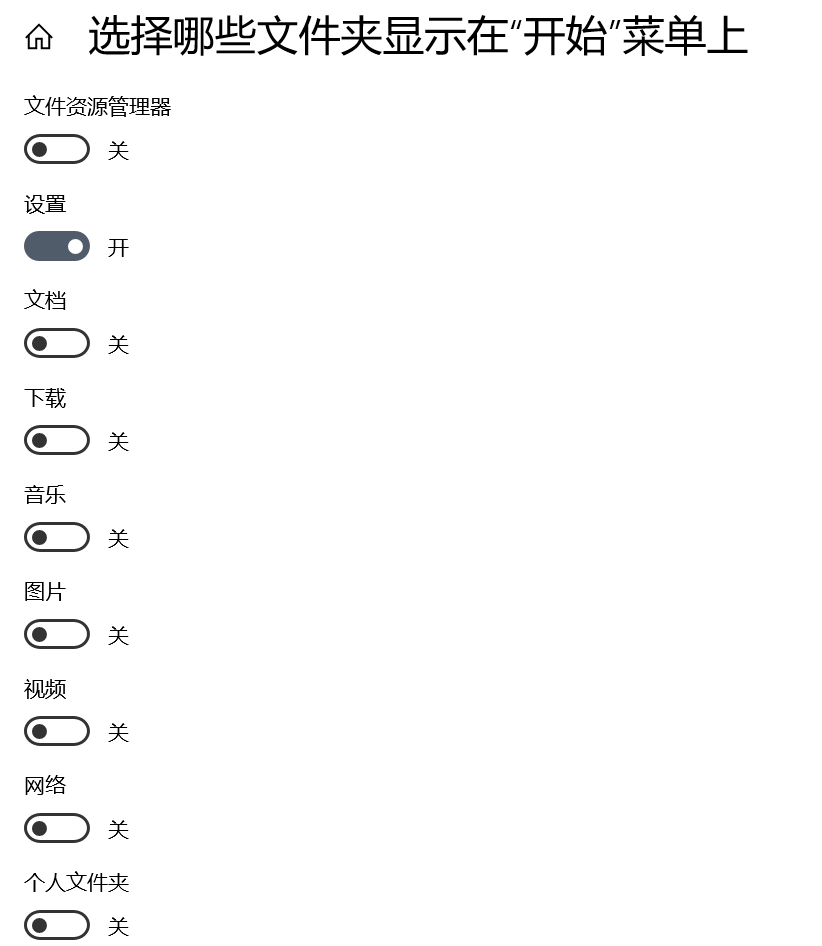 选择哪些文件夹显示在“开始”菜单上
文件资源管理器
关
设置
开
文档
关
下载
关
音乐
关
图片
关
视频
关
网络
关
个人文件夹
关